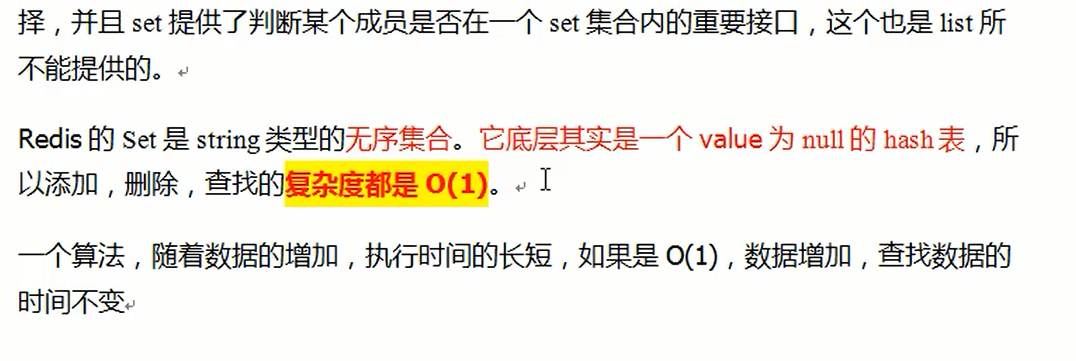 择，并且 set 提供了判断某个成员是否在一个 set 集合内的重要接口，这个也是 list 所
不能提供的。
Redis 的 Set 是 string 类型的无序集合。它底层其实是一个 value 为 null 的 hash 表，所
以添加，删除，查找的复杂度都是 O(1)。
一个算法，随着数据的增加，执行时间的长短，如果是 O(1)，数据增加，查找数据的
时间不变